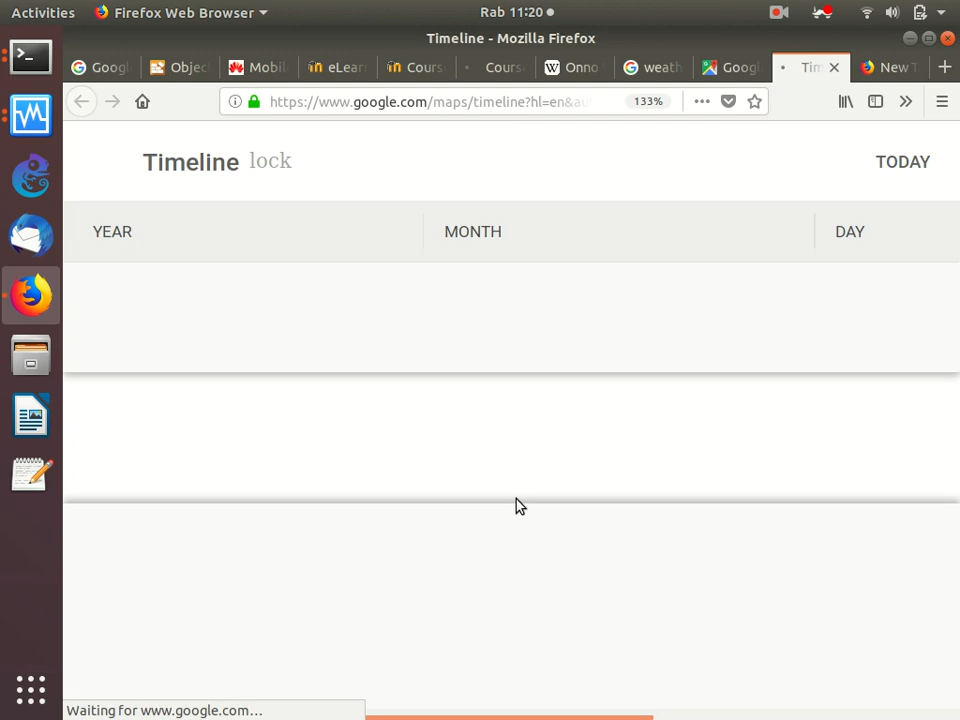 Activities Firefox Web Browser Rab 11:20
Timeline - Mozilla Firefox
Googl Objec Mobil eLear Cours Cours Onno weath Googl Tim New T
https://www.google.com/maps/timeline?hl=en&au 133%
Timeline lock TODAY
YEAR MONTH DAY
Waiting for www.google.com…